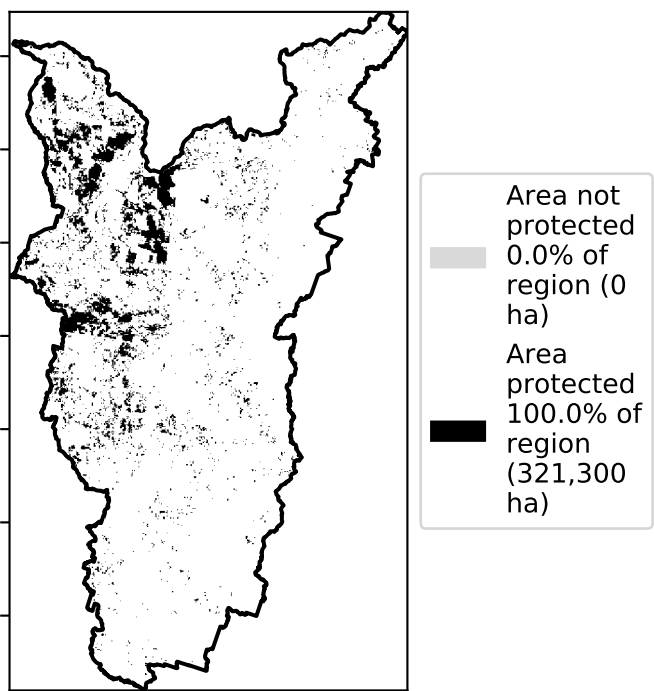 Area not
protected
0.0% of
region (0
ha)
Area
protected
100.0% of
region
(321,300
ha)